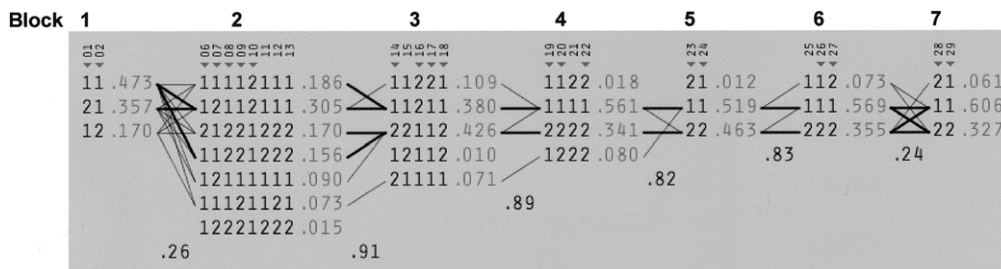 Block 1 2 3 4 5 6 7
01 02 06 07 08 09 10 11 12 13 14 15 16 17 18 19 20 21 22 23 24 25 26 27 28 29
11 .473 11112111 .186 11221 .109 1122 .018 21 .012 112 .073 21 .061
21 .357 12112111 .305 11211 .380 1111 .561 11 .519 111 .569 11 .606
12 .170 21221222 .170 22112 .426 2222 .341 22 .463 222 .355 22 .327
11221222 .156 12112 .010 1222 .080 .83 .24
12111111 .090 21111 .071 .82
11121121 .073 .89
12221222 .015
.26 .91